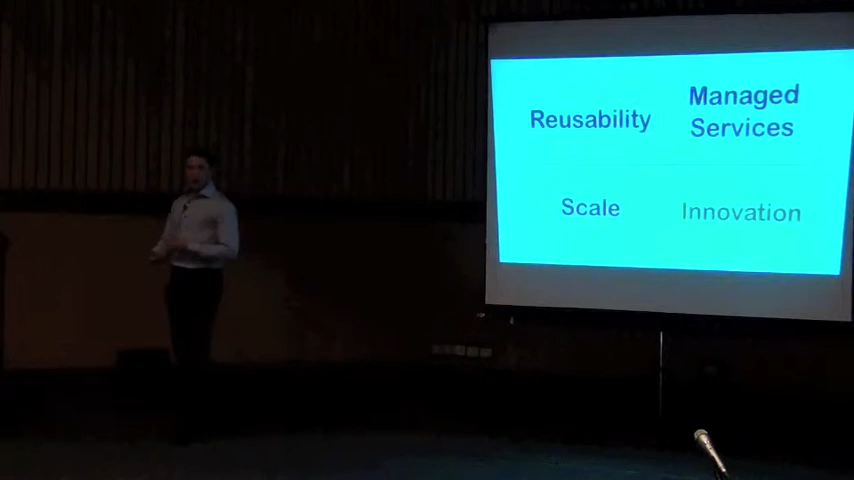 Reusability
Managed
Services
Scale
Innovation